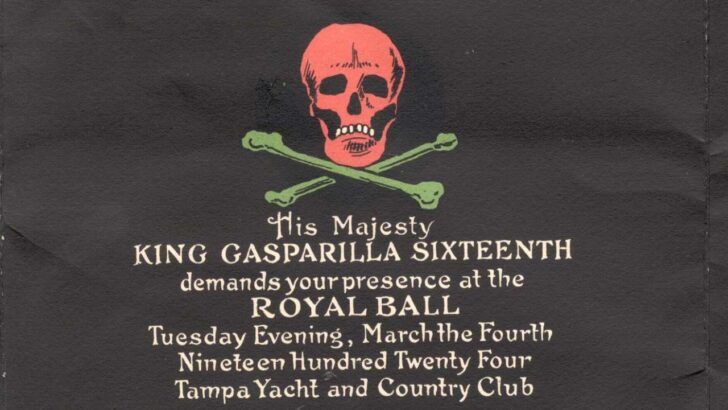 His Majesty
KING GASPARILLA SIXTEENTH
demands your presence at the
ROYAL BALL
Tuesday Evening, March the Fourth
Nineteen Hundred Twenty Four
Tampa Yacht and Country Club